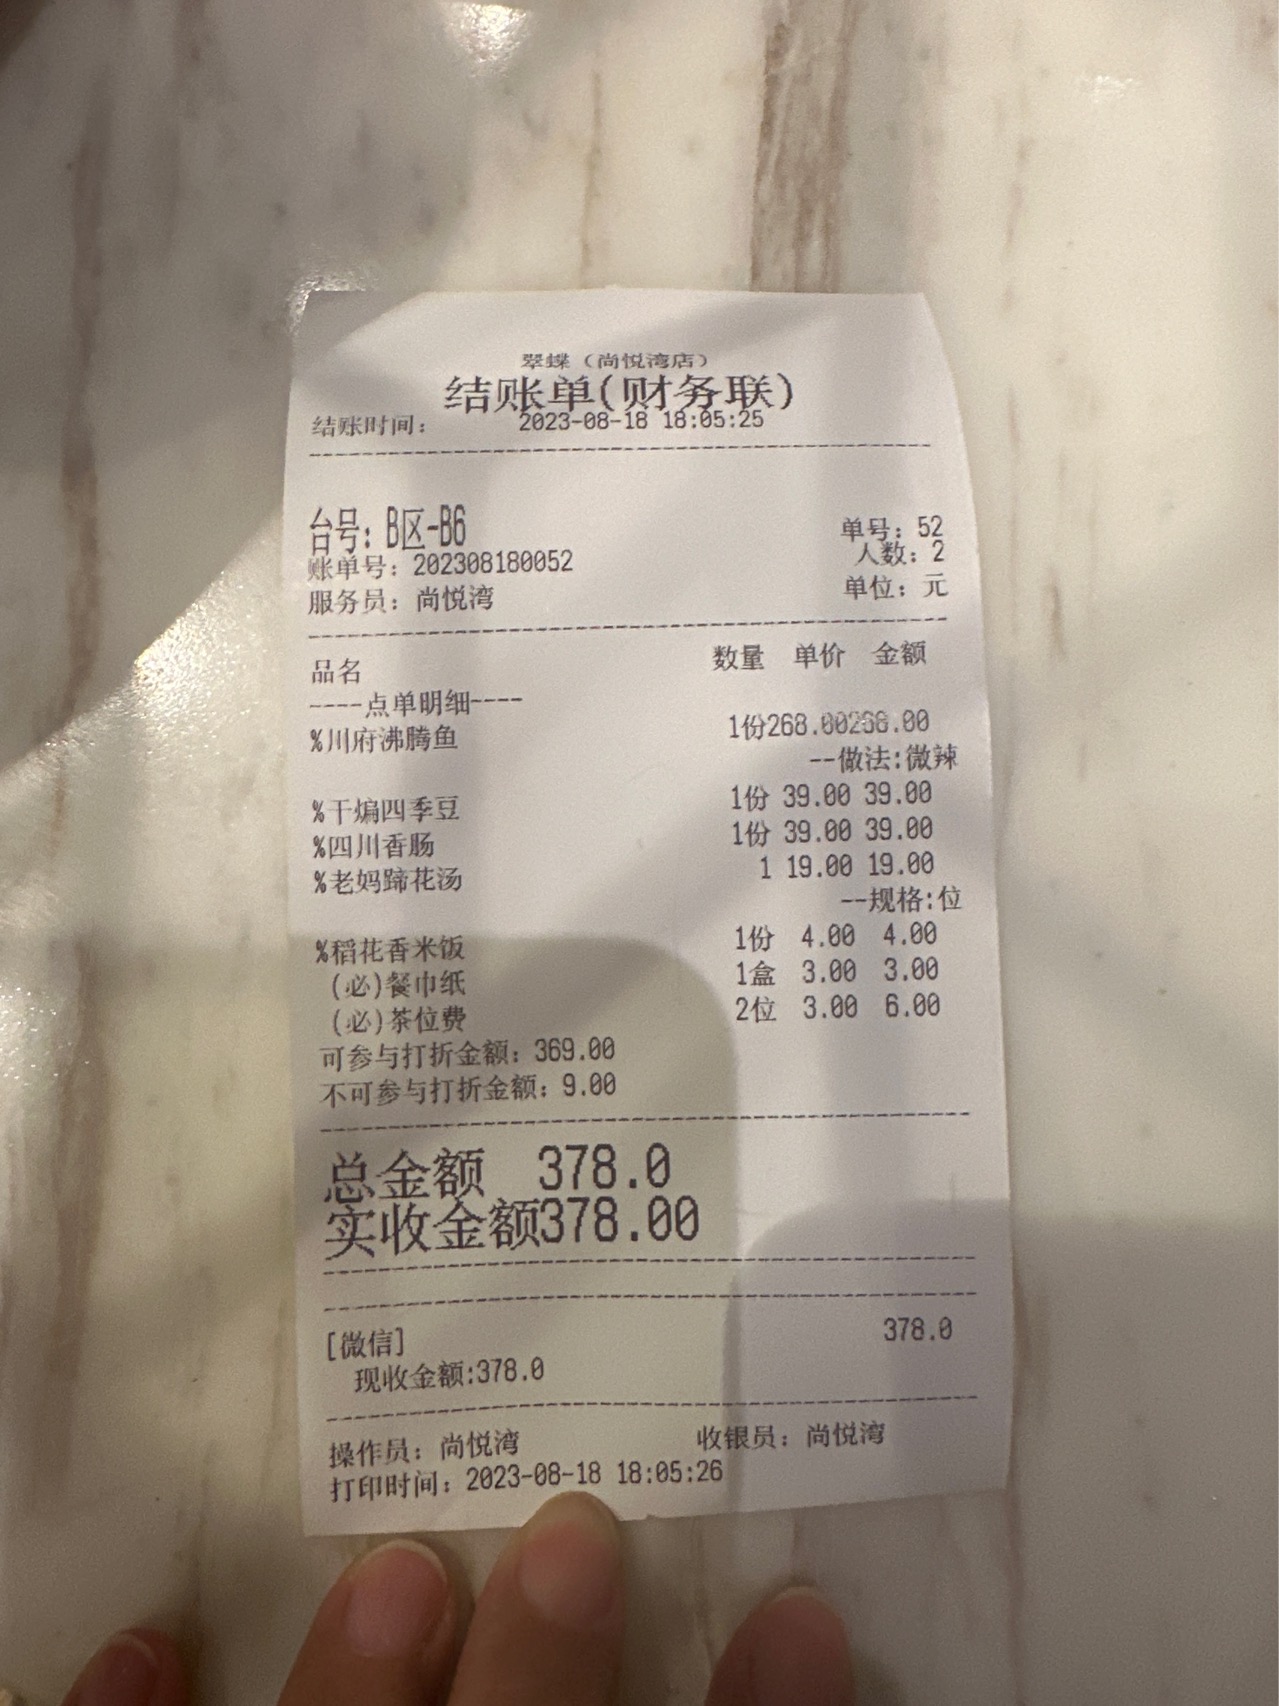 翠蝶（尚悦湾店）
结账单(财务联)
结账时间： 2023-08-18 18:05:25
台号: B区-B6
单号：52
账单号：202308180052 人数：2
服务员：尚悦湾 单位：元
品名 数量 单价 金额
----点单明细----
%川府沸腾鱼 1份268.00268.00
--做法:微辣
%干煸四季豆 1份 39.00 39.00
%四川香肠 1份 39.00 39.00
%老妈蹄花汤 1 19.00 19.00
--规格:位
%稻花香米饭 1份 4.00 4.00
(必)餐巾纸 1盒 3.00 3.00
(必)茶位费 2位 3.00 6.00
可参与打折金额：369.00
不可参与打折金额：9.00
总金额 378.0
实收金额378.00
[微信] 378.0
现收金额:378.0
操作员：尚悦湾 收银员：尚悦湾
打印时间：2023-08-18 18:05:26